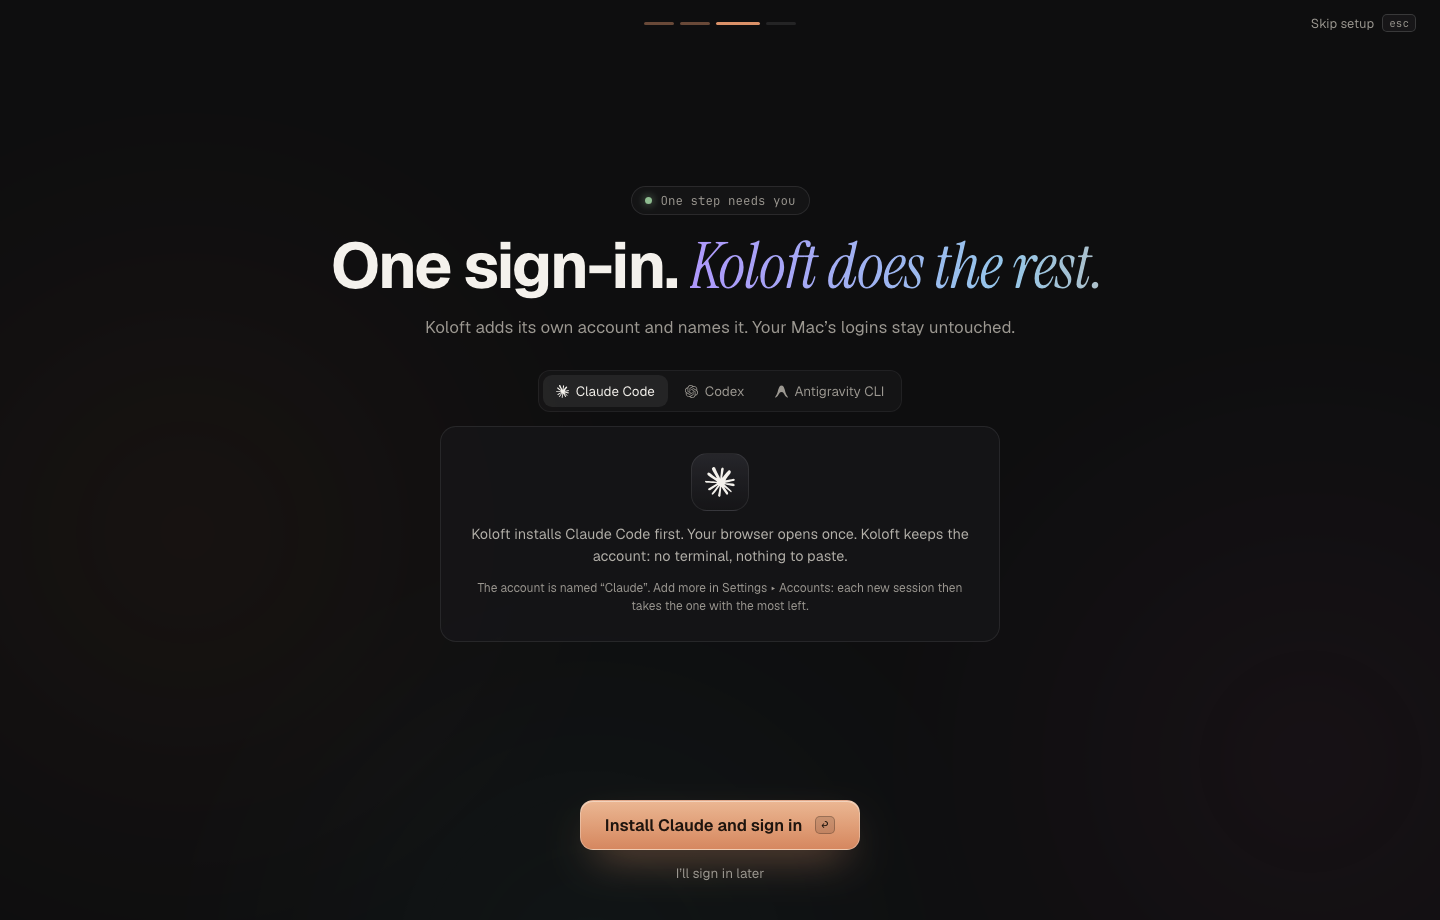 Skip setup esc
One step needs you
One sign-in. Koloft does the rest.
Koloft adds its own account and names it. Your Mac’s logins stay untouched.
Claude Code Codex Antigravity CLI
Koloft installs Claude Code first. Your browser opens once. Koloft keeps the
account: no terminal, nothing to paste.
The account is named “Claude”. Add more in Settings ‣ Accounts: each new session then
takes the one with the most left.
Install Claude and sign in ⏎
I’ll sign in later